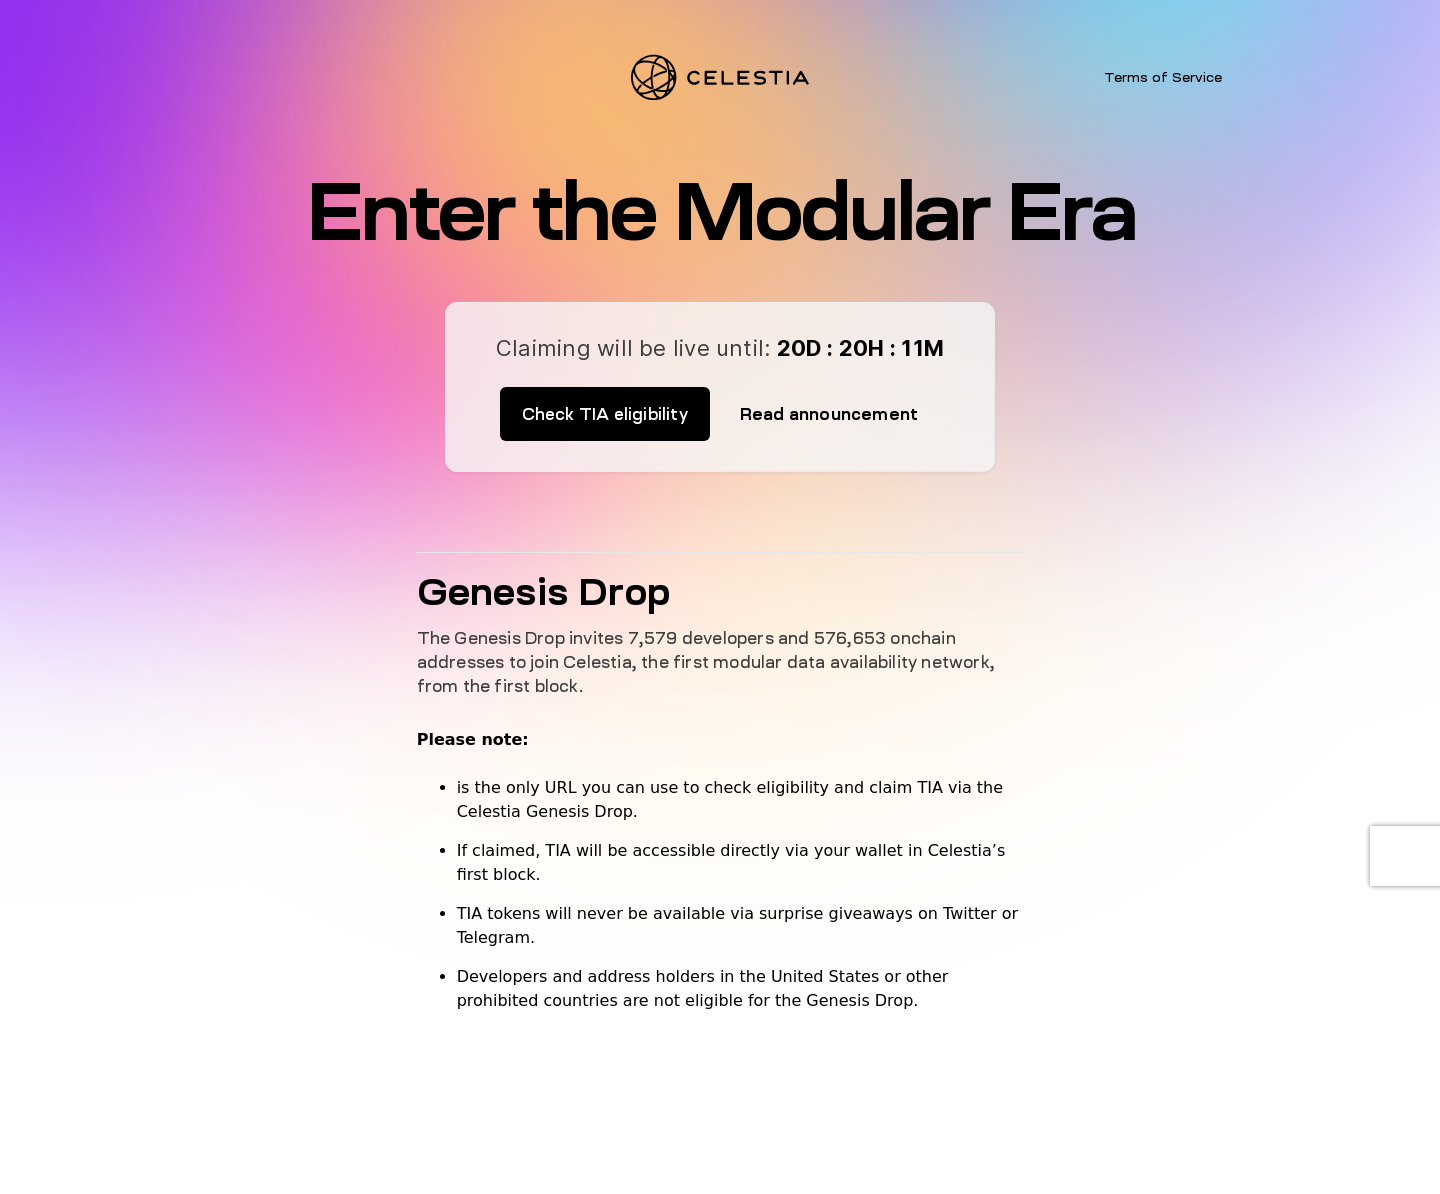 CELESTIA
Terms of Service
Enter the Modular Era
Claiming will be live until: 20D : 20H : 11M
Check TIA eligibility
Read announcement
Genesis Drop
The Genesis Drop invites 7,579 developers and 576,653 onchain
addresses to join Celestia, the first modular data availability network,
from the first block.
Please note:
• is the only URL you can use to check eligibility and claim TIA via the
Celestia Genesis Drop.
• If claimed, TIA will be accessible directly via your wallet in Celestia’s
first block.
• TIA tokens will never be available via surprise giveaways on Twitter or
Telegram.
• Developers and address holders in the United States or other
prohibited countries are not eligible for the Genesis Drop.